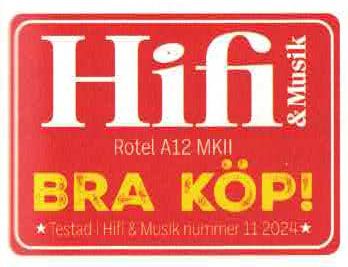 Hifi & Musik
Rotel A12 MKII
BRA KÖP!
★ Testad i Hifi & Musik nummer 11 2024 ★